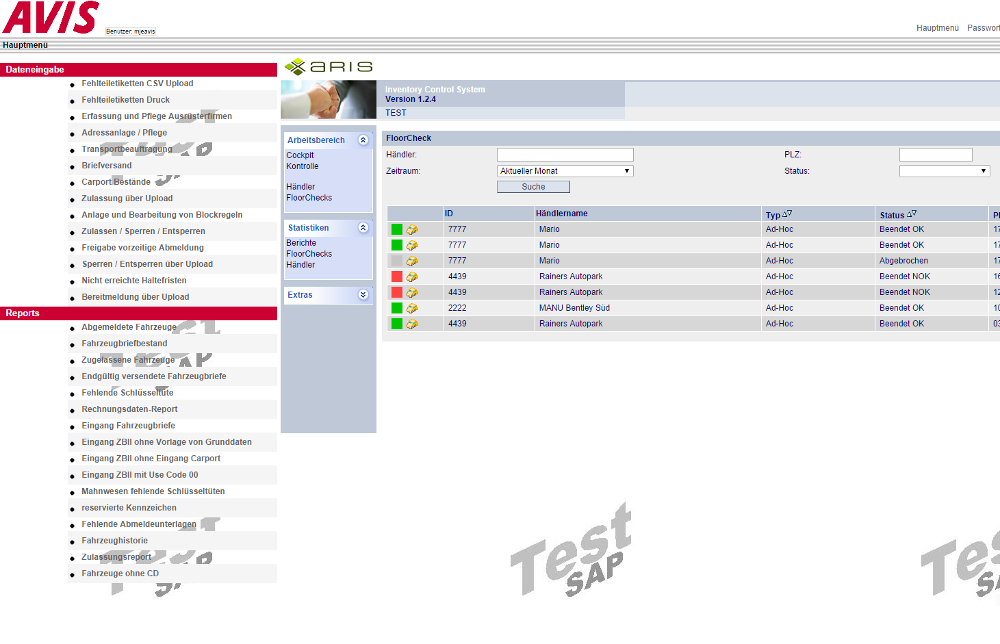 AVIS
Benutzer: mjeavis
Hauptmenü Passwort
Hauptmenü
Dateneingabe
Fehlteiletiketten CSV Upload
Fehlteiletiketten Druck
Erfassung und Pflege Ausrüsterfirmen
Adressanlage / Pflege
Transportbeauftragung
Briefversand
Carport Bestände
Zulassung über Upload
Anlage und Bearbeitung von Blockregeln
Zulassen / Sperren / Entsperren
Freigabe vorzeitige Abmeldung
Sperren / Entsperren über Upload
Nicht erreichte Haltefristen
Bereitmeldung über Upload
Reports
Abgemeldete Fahrzeuge
Fahrzeugbriefbestand
Zugelassene Fahrzeuge
Endgültig versendete Fahrzeugbriefe
Fehlende Schlüsseltüte
Rechnungsdaten-Report
Eingang Fahrzeugbriefe
Eingang ZBII ohne Vorlage von Grunddaten
Eingang ZBII ohne Eingang Carport
Eingang ZBII mit Use Code 00
Mahnwesen fehlende Schlüsseltüten
reservierte Kennzeichen
Fehlende Abmeldeunterlagen
Fahrzeughistorie
Zulassungsreport
Fahrzeuge ohne CD
ARIS
Inventory Control System
Version 1.2.4
TEST
Arbeitsbereich
Cockpit
Kontrolle
Händler
FloorChecks
Statistiken
Berichte
FloorChecks
Händler
Extras
FloorCheck
Händler: PLZ:
Zeitraum: Aktueller Monat Status:
Suche
ID Händlername Typ Status
7777 Mario Ad-Hoc Beendet OK 17
7777 Mario Ad-Hoc Beendet OK 17
7777 Mario Ad-Hoc Abgebrochen 17
4439 Rainers Autopark Ad-Hoc Beendet NOK 16
4439 Rainers Autopark Ad-Hoc Beendet NOK 12
2222 MANU Bentley Süd Ad-Hoc Beendet OK 10
4439 Rainers Autopark Ad-Hoc Beendet OK 03
Test
SAP